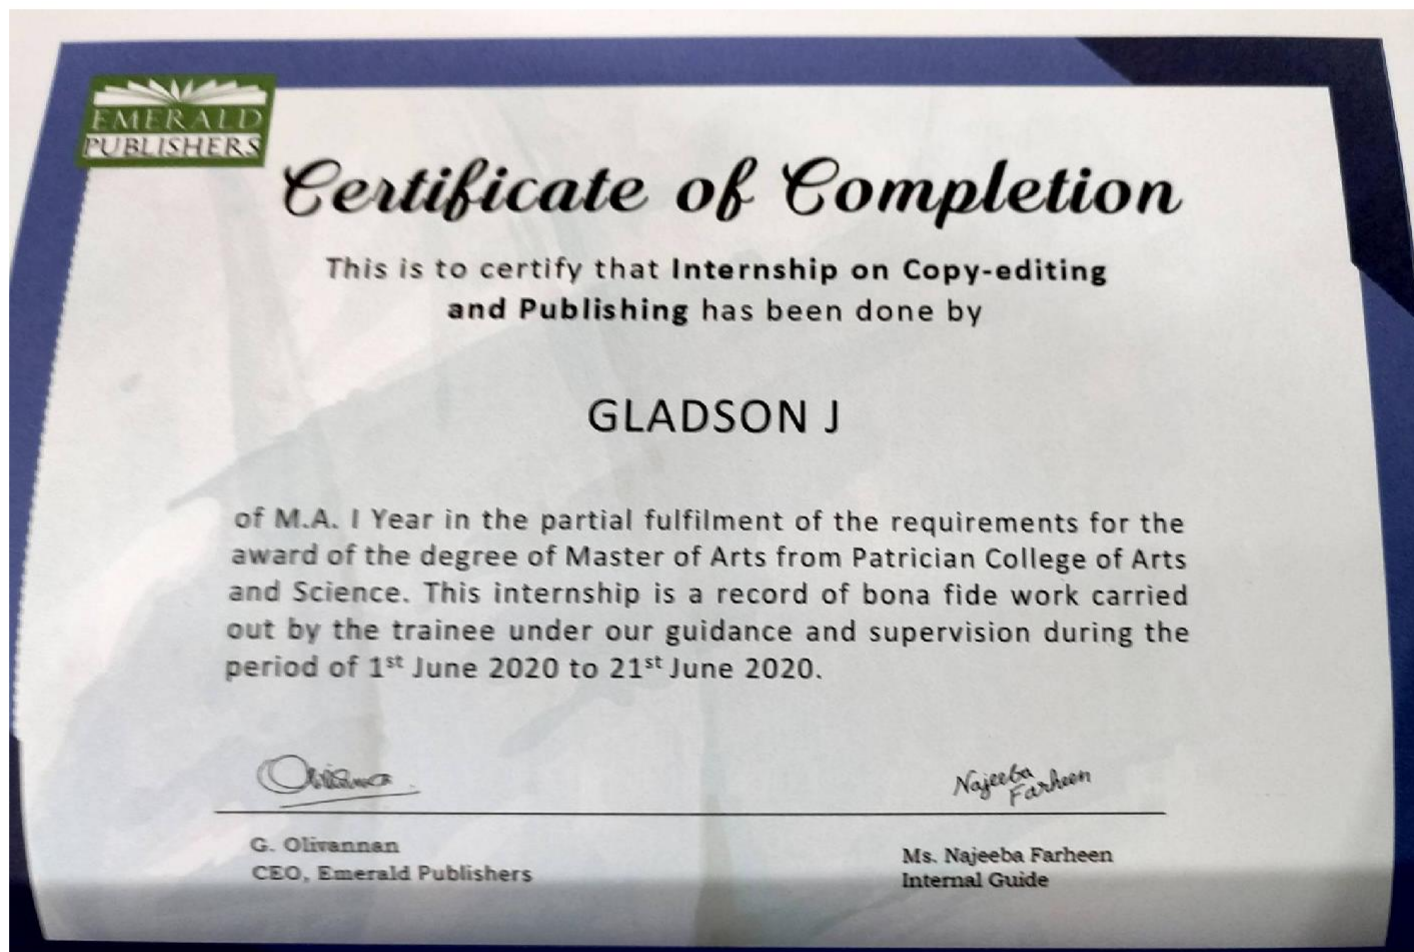 EMERALD
PUBLISHERS
Certificate of Completion
This is to certify that Internship on Copy-editing
and Publishing has been done by
GLADSON J
of M.A. I Year in the partial fulfilment of the requirements for the
award of the degree of Master of Arts from Patrician College of Arts
and Science. This internship is a record of bona fide work carried
out by the trainee under our guidance and supervision during the
period of 1st June 2020 to 21st June 2020.
Najeeba
Farheen
G. Olivannan
CEO, Emerald Publishers
Ms. Najeeba Farheen
Internal Guide